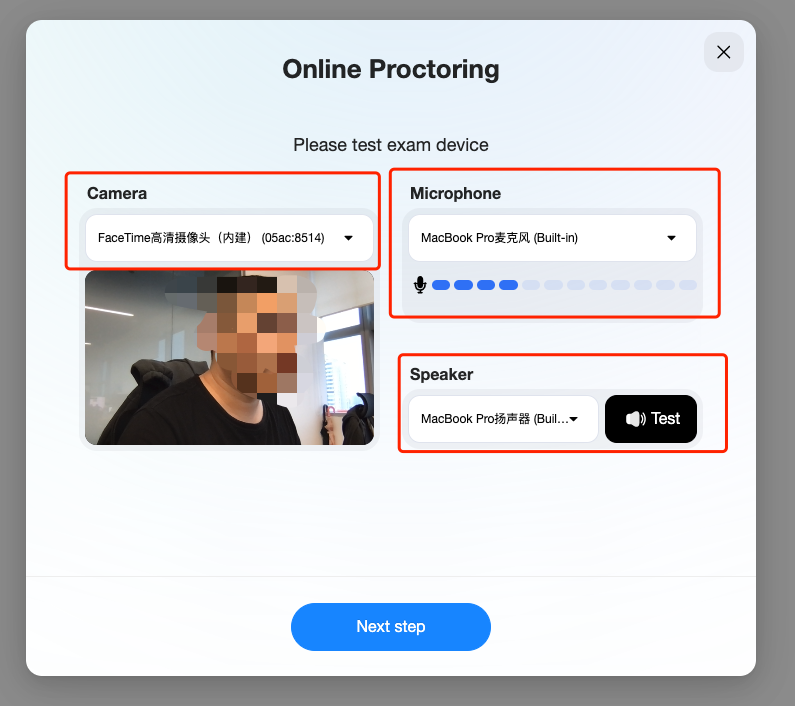 Online Proctoring
Please test exam device
Camera
FaceTime高清摄像头（内建） (05ac:8514)
Microphone
MacBook Pro麦克风 (Built-in)
Speaker
MacBook Pro扬声器 (Buil...
Test
Next step